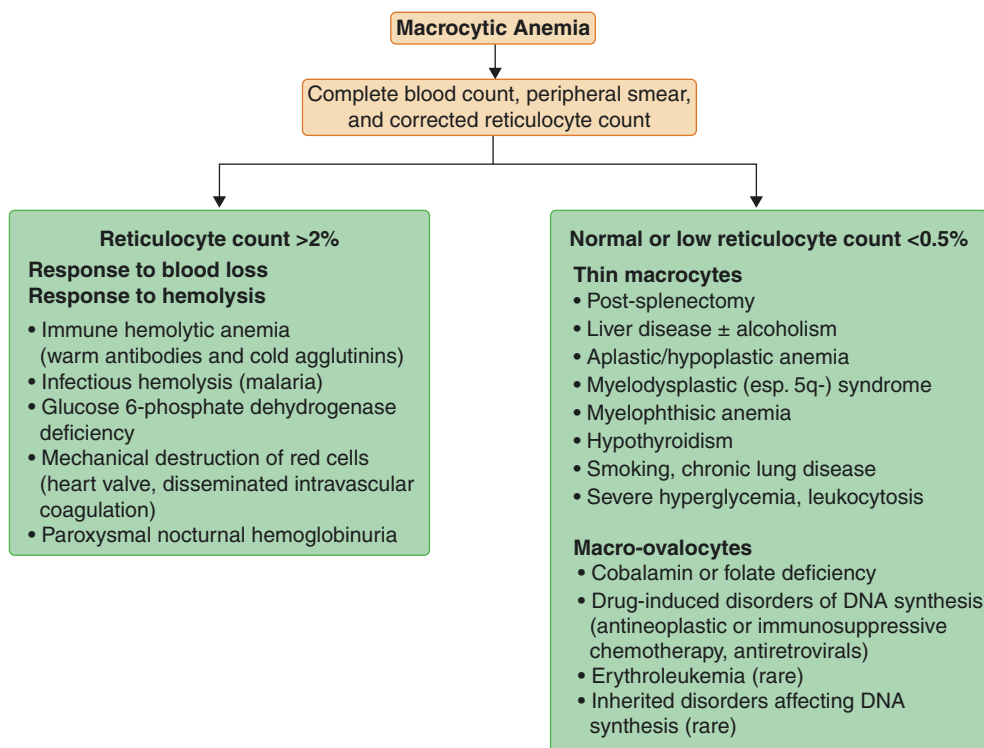 Macrocytic Anemia
Complete blood count, peripheral smear,
and corrected reticulocyte count
Reticulocyte count >2%
Response to blood loss
Response to hemolysis
• Immune hemolytic anemia
(warm antibodies and cold agglutinins)
• Infectious hemolysis (malaria)
• Glucose 6-phosphate dehydrogenase
deficiency
• Mechanical destruction of red cells
(heart valve, disseminated intravascular
coagulation)
• Paroxysmal nocturnal hemoglobinuria
Normal or low reticulocyte count <0.5%
Thin macrocytes
• Post-splenectomy
• Liver disease ± alcoholism
• Aplastic/hypoplastic anemia
• Myelodysplastic (esp. 5q-) syndrome
• Myelophthisic anemia
• Hypothyroidism
• Smoking, chronic lung disease
• Severe hyperglycemia, leukocytosis
Macro-ovalocytes
• Cobalamin or folate deficiency
• Drug-induced disorders of DNA synthesis
(antineoplastic or immunosuppressive
chemotherapy, antiretrovirals)
• Erythroleukemia (rare)
• Inherited disorders affecting DNA
synthesis (rare)